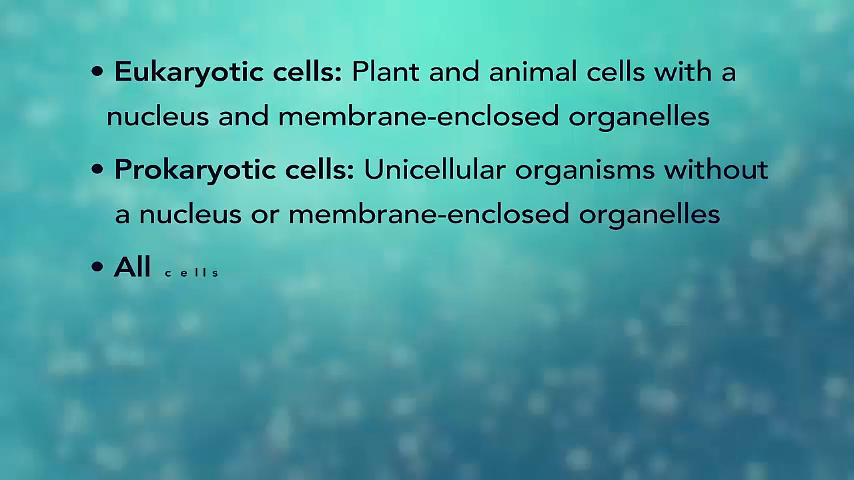 • Eukaryotic cells: Plant and animal cells with a
nucleus and membrane-enclosed organelles
• Prokaryotic cells: Unicellular organisms without
a nucleus or membrane-enclosed organelles
• All cells